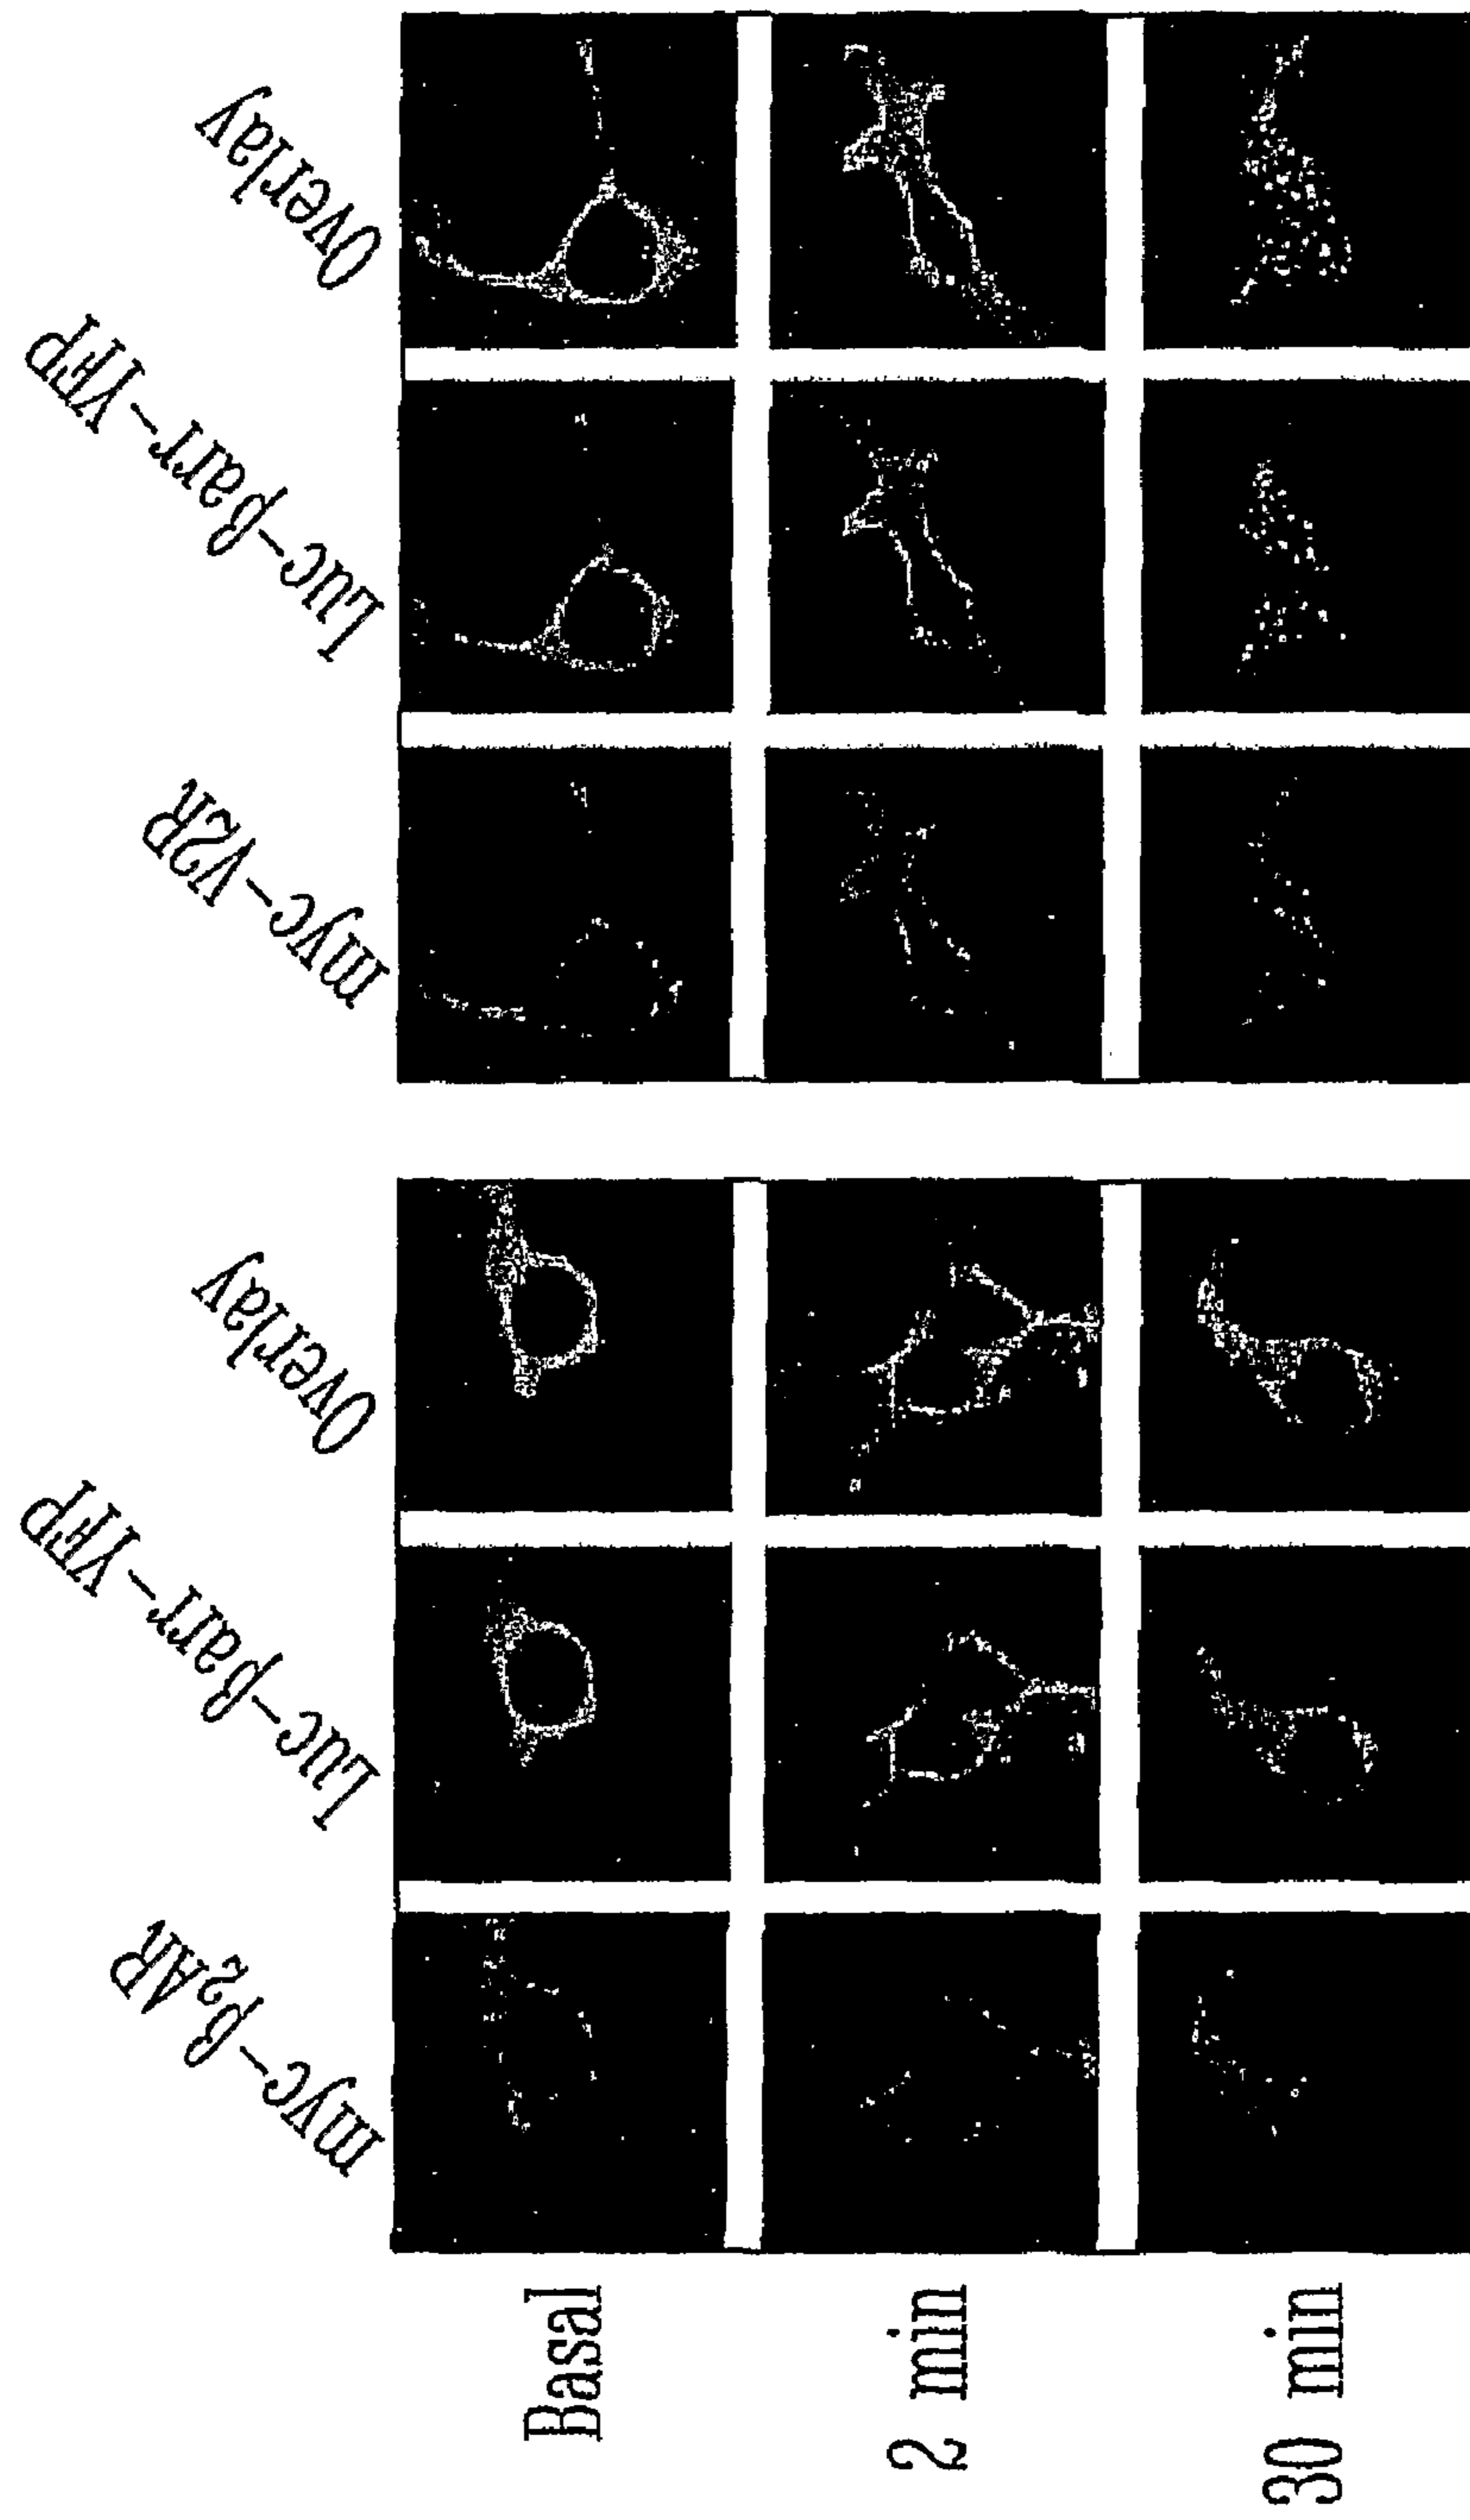 myc-β2AR
Luc-βarr-YFP
Overlay
myc-V2R
Luc-βarr-YFP
Overlay
Basal
2 min
30 min